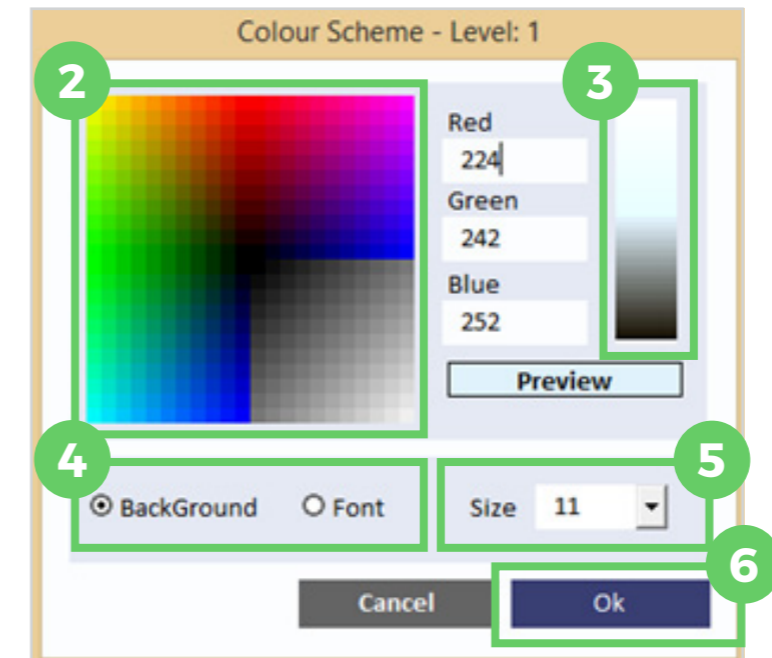 Colour Scheme - Level: 1
2
3
Red
224
Green
242
Blue
252
Preview
4
5
BackGround Font
Size 11
6
Cancel Ok